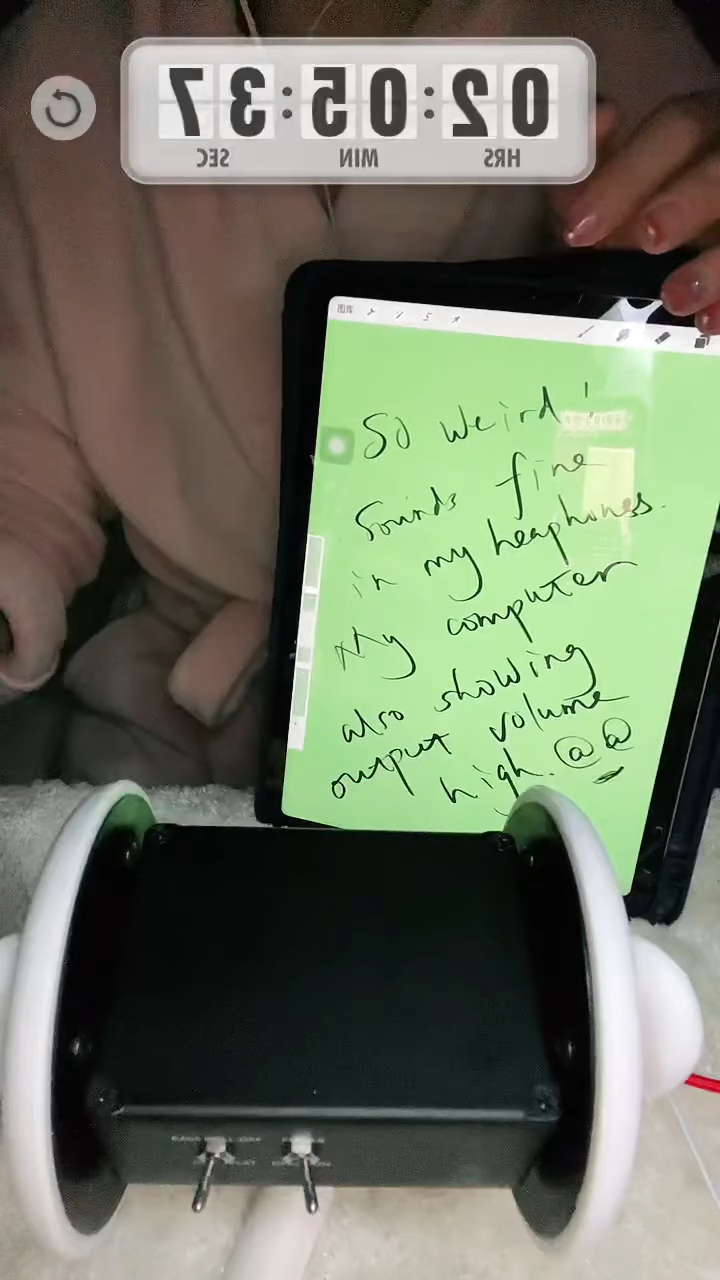 02:05:37
HRS MIN SEC
So weird!
Sounds fine
in my heaphones.
My computer
also showing
output volume
high. @@